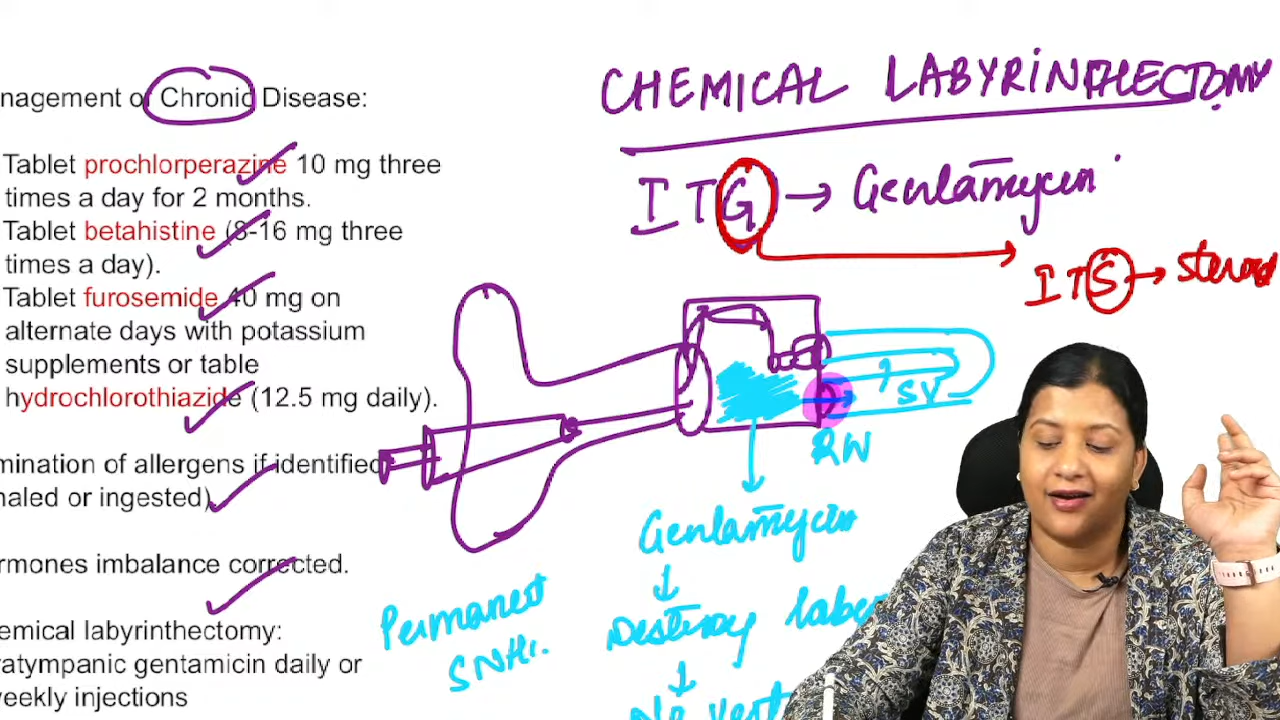 nagement of Chronic Disease:
Tablet prochlorperazine 10 mg three
times a day for 2 months.
Tablet betahistine (8-16 mg three
times a day).
Tablet furosemide 40 mg on
alternate days with potassium
supplements or table
hydrochlorothiazide (12.5 mg daily).
mination of allergens if identified
haled or ingested)
rmones imbalance corrected.
emical labyrinthectomy:
ratympanic gentamicin daily or
weekly injections
CHEMICAL LABYRINTHECTOMY
ITG → Gentamycin
ITS → steroid
SV
RW
Gentamycin
↓
Destroy
↓
No vert
Permanent
SNHL.